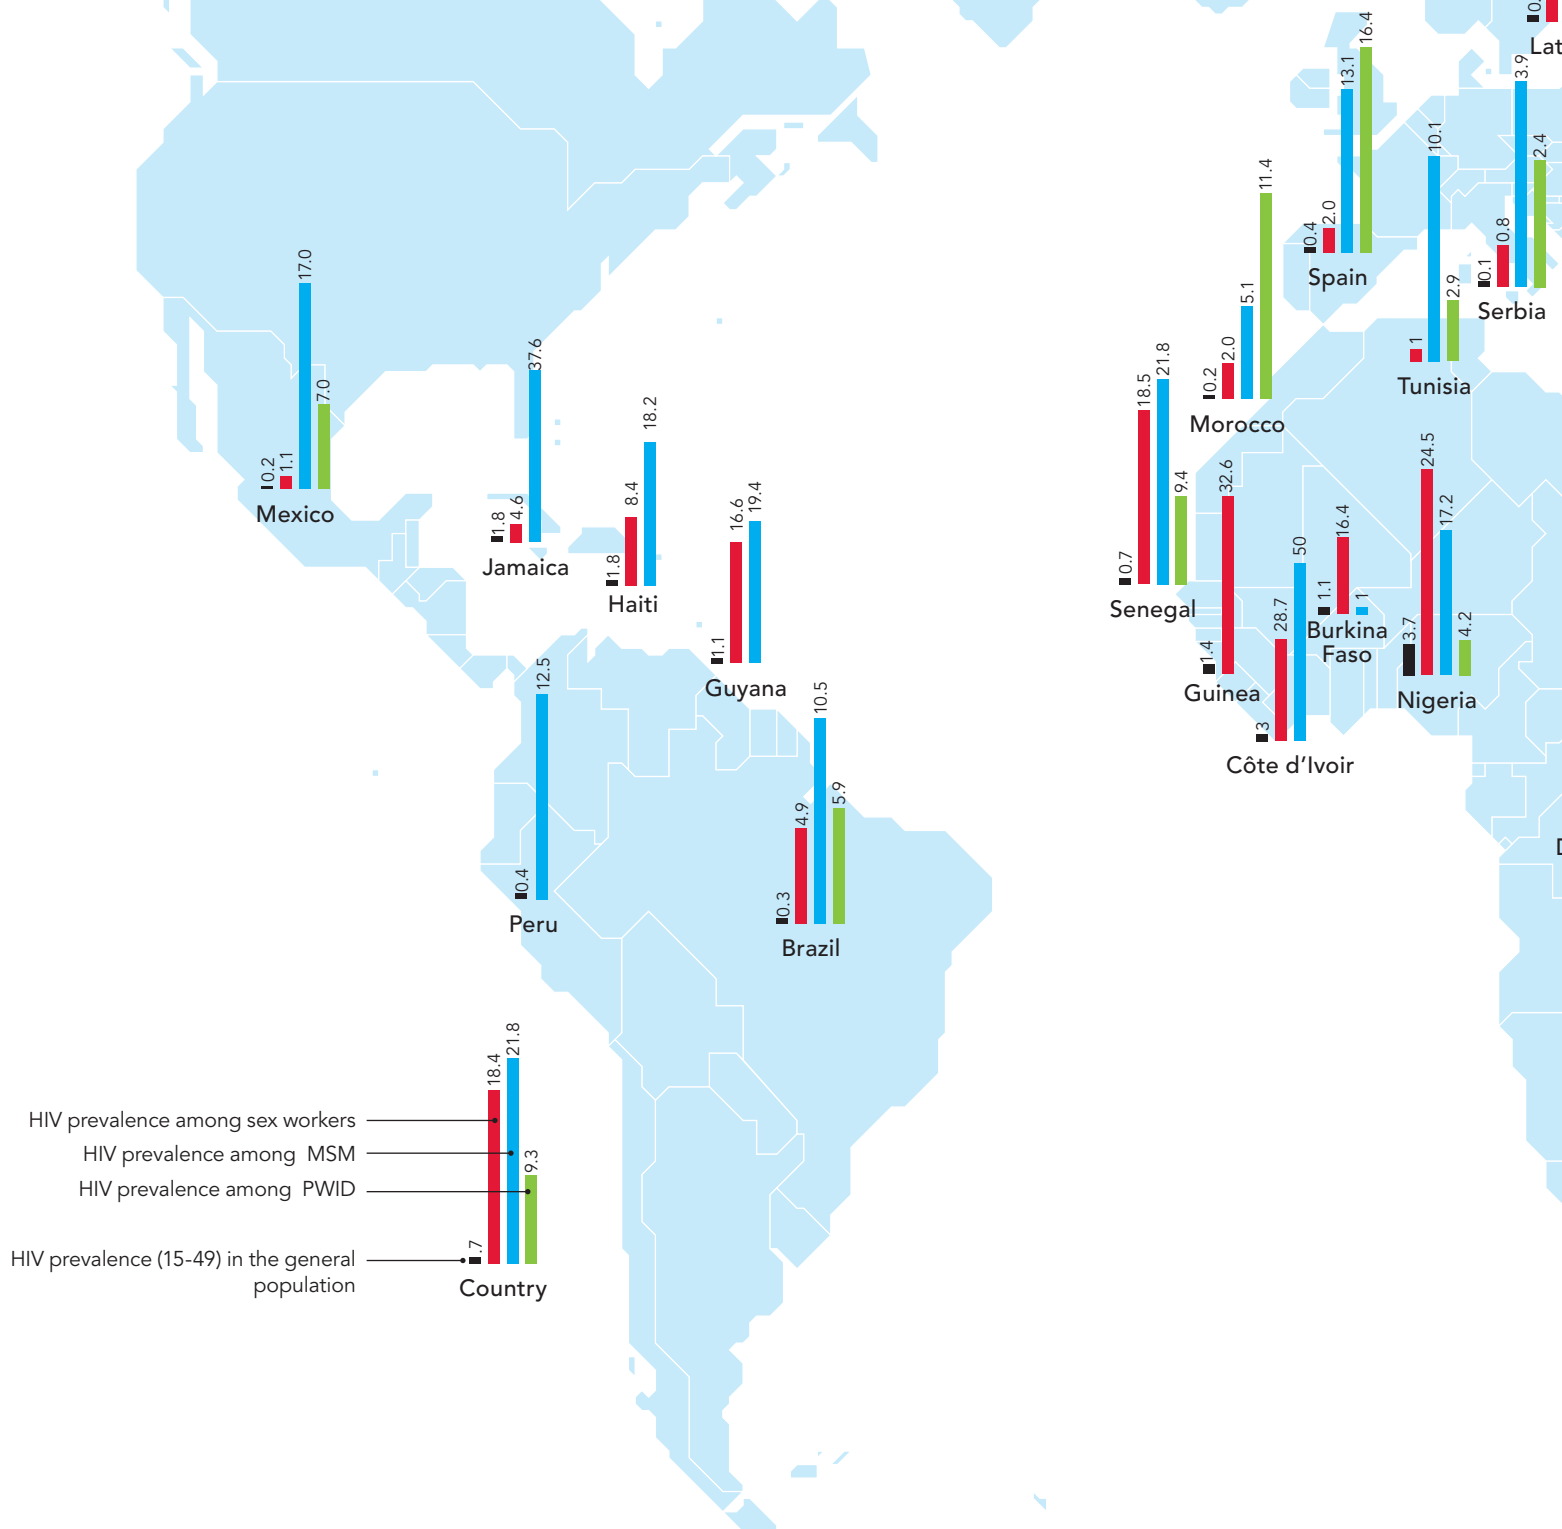 0.
Lat
0.4
2.0
13.1
16.4
Spain
0.1
0.8
13.9
2.4
Serbia
1
10.1
2.9
Tunisia
0.2
2.0
5.1
11.4
Morocco
0.2
1.1
17.0
7.0
Mexico
1.8
4.6
37.6
Jamaica
1.8
8.4
18.2
Haiti
1.1
16.6
19.4
Guyana
0.7
18.5
21.8
9.4
Senegal
1.4
32.6
Guinea
3
28.7
50
Côte d'Ivoir
1.1
16.4
1
Burkina
Faso
3.7
24.5
17.2
4.2
Nigeria
0.4
12.5
Peru
0.3
4.9
10.5
5.9
Brazil
HIV prevalence among sex workers
HIV prevalence among MSM
HIV prevalence among PWID
HIV prevalence (15-49) in the general
population
.7
18.4
21.8
9.3
Country